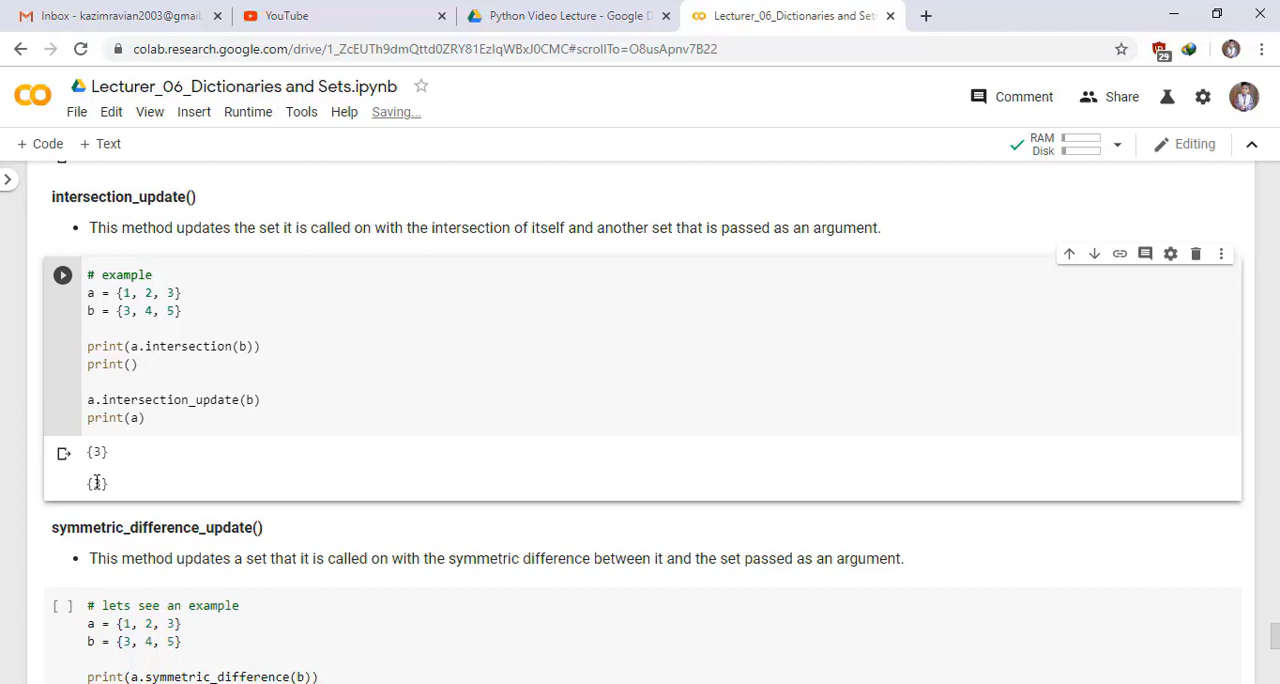 Inbox - kazimravian2003@gmail.
YouTube
Python Video Lecture - Google D
Lecturer_06_Dictionaries and Sets.
colab.research.google.com/drive/1_ZcEUTh9dmQttd0ZRY81EzIqWBxJ0CMC#scrollTo=O8usApnv7B22
29
Lecturer_06_Dictionaries and Sets.ipynb
File Edit View Insert Runtime Tools Help Saving...
Comment Share
+ Code + Text
RAM
Disk
Editing
intersection_update()
• This method updates the set it is called on with the intersection of itself and another set that is passed as an argument.
# example
a = {1, 2, 3}
b = {3, 4, 5}
print(a.intersection(b))
print()
a.intersection_update(b)
print(a)
{3}
{ }
symmetric_difference_update()
• This method updates a set that it is called on with the symmetric difference between it and the set passed as an argument.
[ ] # lets see an example
a = {1, 2, 3}
b = {3, 4, 5}
print(a.symmetric_difference(b))